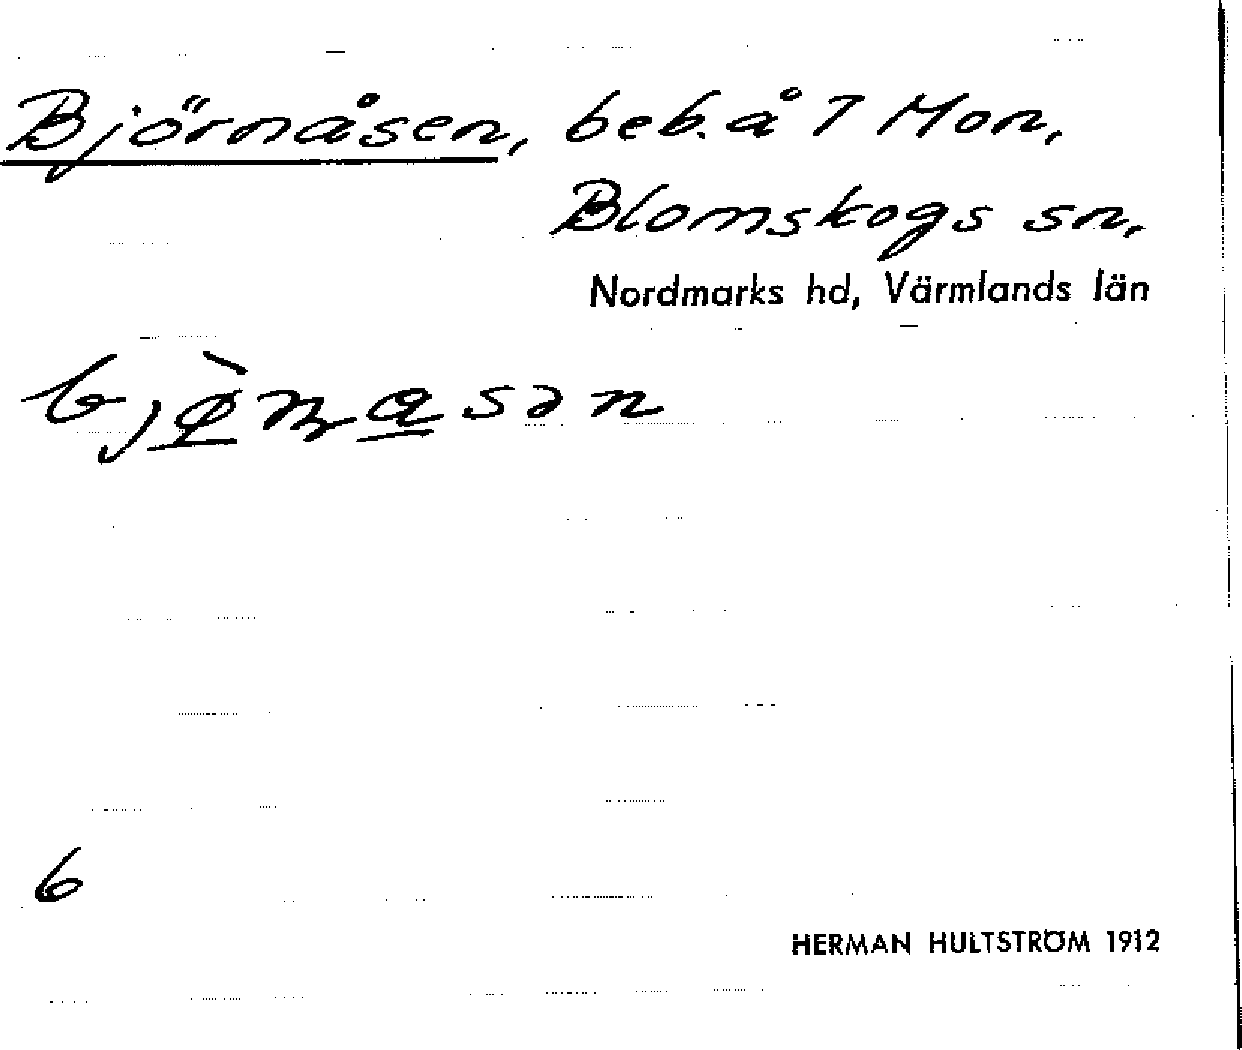 Björnåsen, beb. å 7 Mon,
Blomskogs sn,
Nordmarks hd, Värmlands län
6
HERMAN HULTSTRÖM 1912